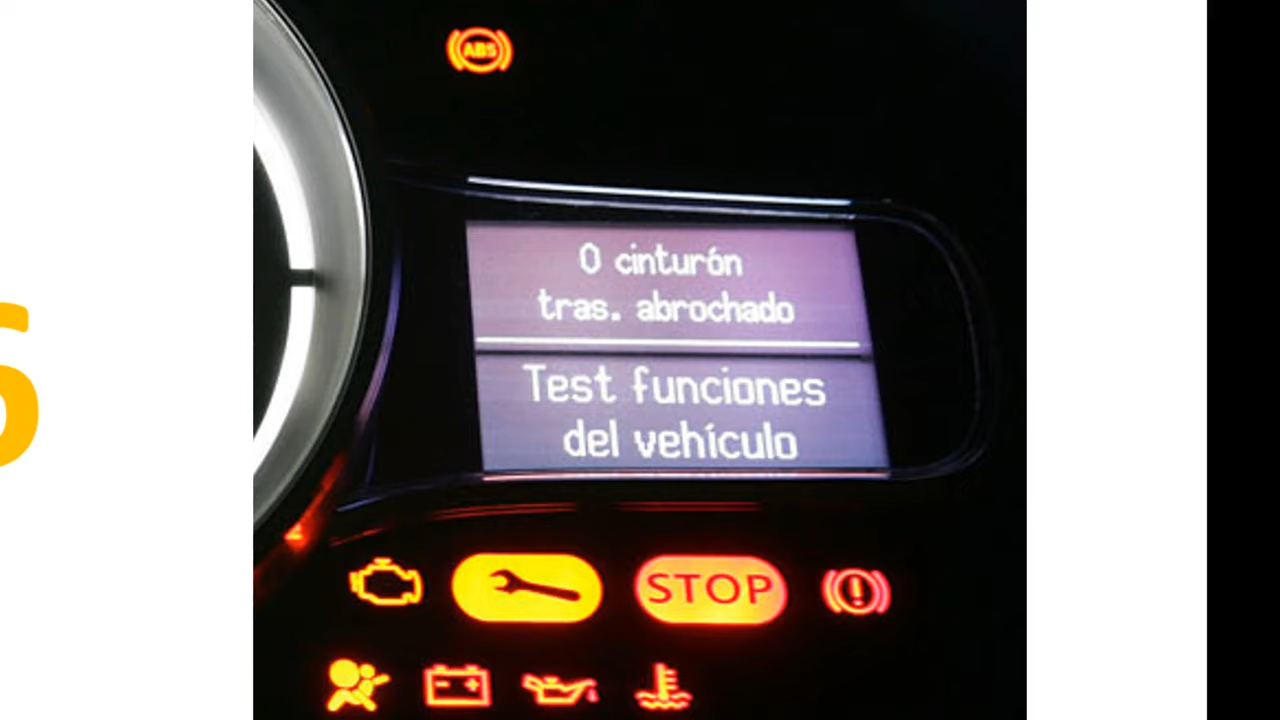 ABS
0 cinturón
tras. abrochado
Test funciones
del vehículo
STOP